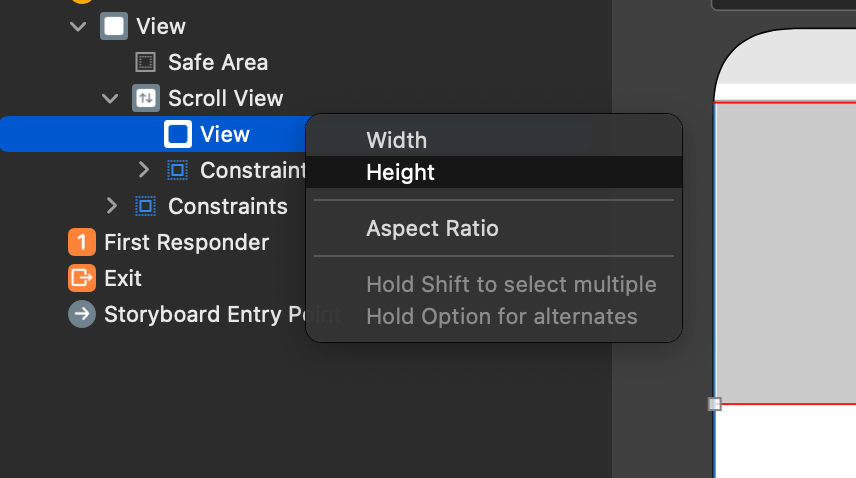 View
Safe Area
Scroll View
View
Width
Constraint
Height
Constraints
Aspect Ratio
1 First Responder
Exit
Hold Shift to select multiple
Storyboard Entry Point
Hold Option for alternates